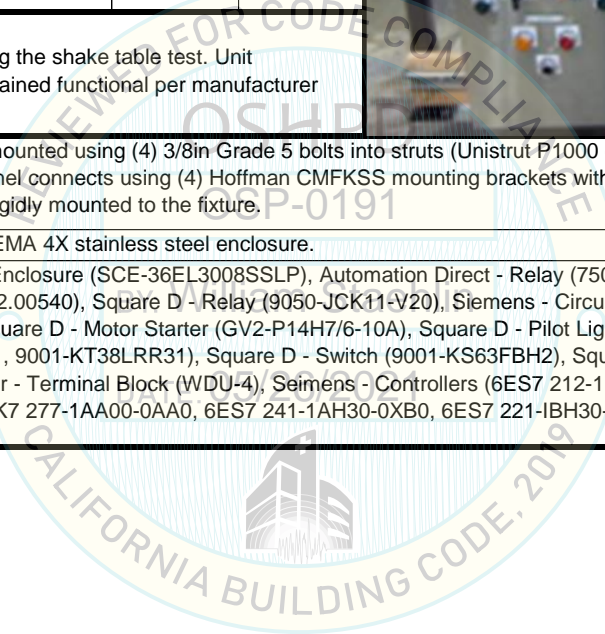 g the shake table test. Unit
ained functional per manufacturer
ounted using (4) 3/8in Grade 5 bolts into struts (Unistrut P1000
nel connects using (4) Hoffman CMFKSS mounting brackets with
gidly mounted to the fixture.
EMA 4X stainless steel enclosure.
Enclosure (SCE-36EL3008SSLP), Automation Direct - Relay (750
2.00540), Square D - Relay (9050-JCK11-V20), Siemens - Circu
uare D - Motor Starter (GV2-P14H7/6-10A), Square D - Pilot Lig
, 9001-KT38LRR31), Square D - Switch (9001-KS63FBH2), Squ
r - Terminal Block (WDU-4), Seimens - Controllers (6ES7 212-1
K7 277-1AA00-0AA0, 6ES7 241-1AH30-0XB0, 6ES7 221-IBH30-
REVIEWED FOR CODE COMPLIANCE
OSHPD
OSP-0191
BY: William Staehlin
DATE: 05/26/2021
CALIFORNIA BUILDING CODE, 2019